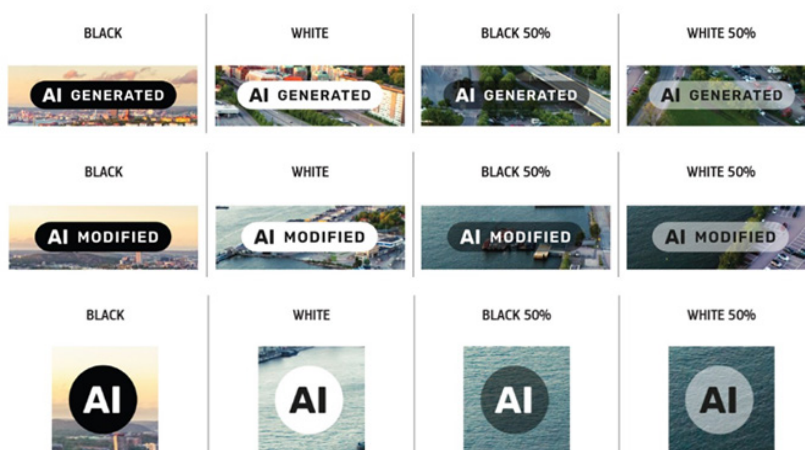 BLACK WHITE BLACK 50% WHITE 50%
AI GENERATED AI GENERATED AI GENERATED AI GENERATED
BLACK WHITE BLACK 50% WHITE 50%
AI MODIFIED AI MODIFIED AI MODIFIED AI MODIFIED
BLACK WHITE BLACK 50% WHITE 50%
AI AI AI AI